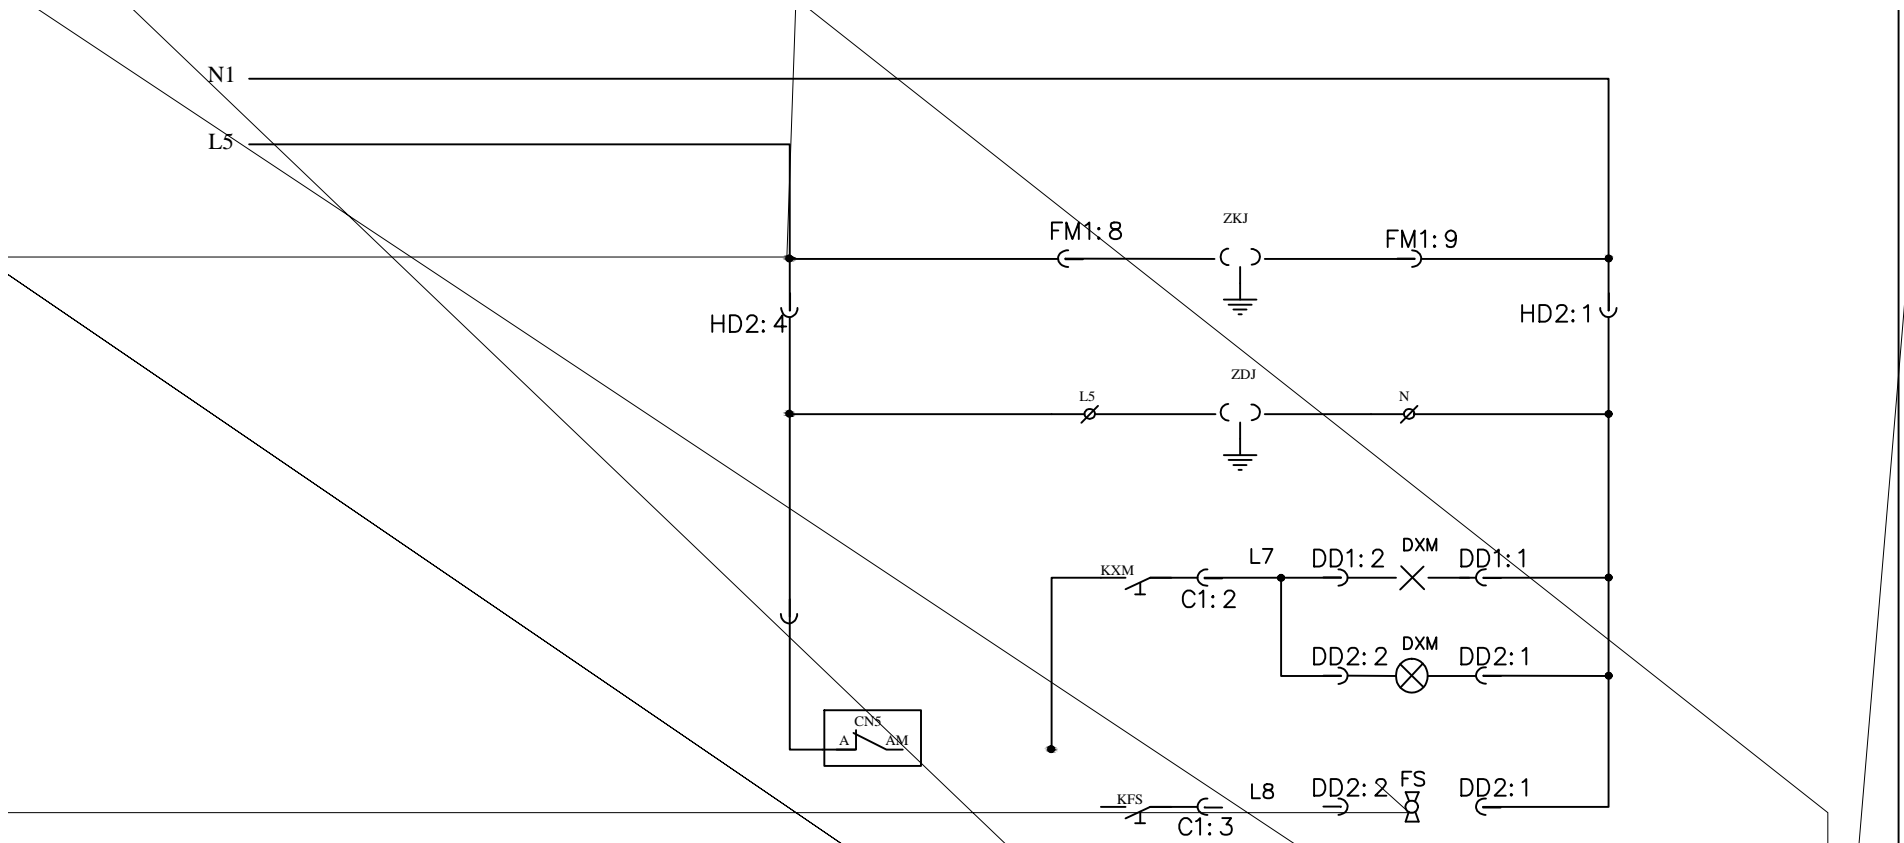 N1
L5
ZKJ
FM1:8
FM1:9
HD2:4
HD2:1
ZDJ
L5
N
L7
DD1:2
DXM
DD1:1
KXM
C1:2
DXM
DD2:2
DD2:1
CN5
A
AM
FS
L8
DD2:2
DD2:1
KFS
C1:3